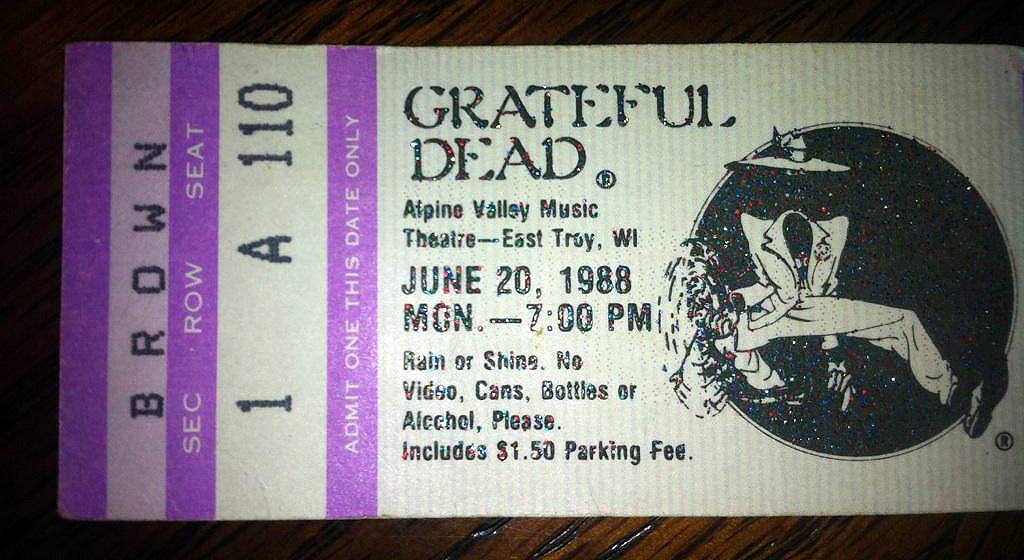 BROWN
SEC ROW SEAT
1 A 110
ADMIT ONE THIS DATE ONLY
GRATEFUL
DEAD ®
Alpine Valley Music
Theatre—East Troy, WI
JUNE 20, 1988
MON.—7:00 PM
Rain or Shine. No
Video, Cans, Bottles or
Alcohol, Please.
Includes $1.50 Parking Fee.
®